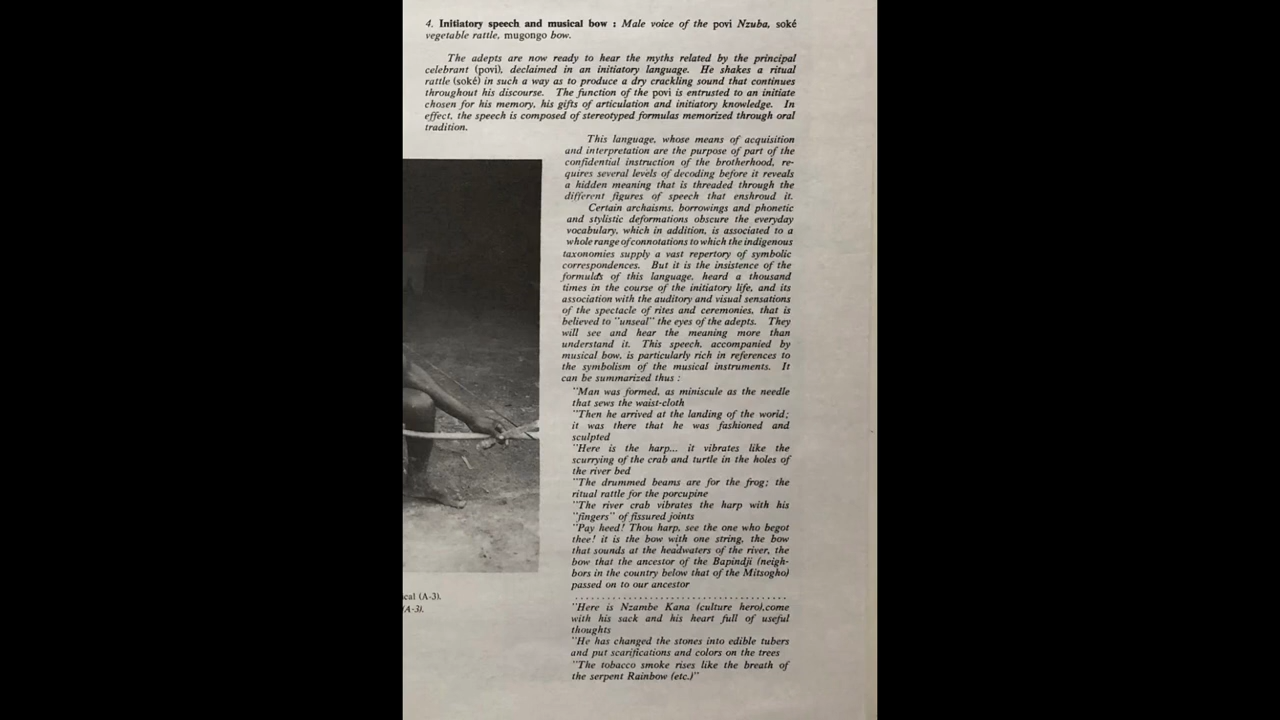 4. Initiatory speech and musical bow : Male voice of the povi Nzuba, soké
vegetable rattle, mugongo bow.
The adepts are now ready to hear the myths related by the principal
celebrant (povi), declaimed in an initiatory language. He shakes a ritual
rattle (soké) in such a way as to produce a dry crackling sound that continues
throughout his discourse. The function of the povi is entrusted to an initiate
chosen for his memory, his gifts of articulation and initiatory knowledge. In
effect, the speech is composed of stereotyped formulas memorized through oral
tradition.
This language, whose means of acquisition
and interpretation are the purpose of part of the
confidential instruction of the brotherhood, re-
quires several levels of decoding before it reveals
a hidden meaning that is threaded through the
different figures of speech that enshroud it.
Certain archaisms, borrowings and phonetic
and stylistic deformations obscure the everyday
vocabulary, which in addition, is associated to a
whole range of connotations to which the indigenous
taxonomies supply a vast repertory of symbolic
correspondences. But it is the insistence of the
formulas of this language, heard a thousand
times in the course of the initiatory life, and its
association with the auditory and visual sensations
of the spectacle of rites and ceremonies, that is
believed to "unseal" the eyes of the adepts. They
will see and hear the meaning more than
understand it. This speech, accompanied by
musical bow, is particularly rich in references to
the symbolism of the musical instruments. It
can be summarized thus :
"Man was formed, as miniscule as the needle
that sews the waist-cloth
"Then he arrived at the landing of the world;
it was there that he was fashioned and
sculpted
"Here is the harp... it vibrates like the
scurrying of the crab and turtle in the holes of
the river bed
"The drummed beams are for the frog; the
ritual rattle for the porcupine
"The river crab vibrates the harp with his
"fingers" of fissured joints
"Pay heed! Thou harp, see the one who begot
thee! it is the bow with one string, the bow
that sounds at the headwaters of the river, the
bow that the ancestor of the Bapindji (neigh-
bors in the country below that of the Mitsogho)
passed on to our ancestor
. . . . . . . . . . . . . . . . . . . . . . . . . . . . . . . . . . . . . .
"Here is Nzambe Kana (culture hero),come
with his sack and his heart full of useful
thoughts
"He has changed the stones into edible tubers
and put scarifications and colors on the trees
"The tobacco smoke rises like the breath of
the serpent Rainbow (etc.)"
cal (A-3).
(A-3).